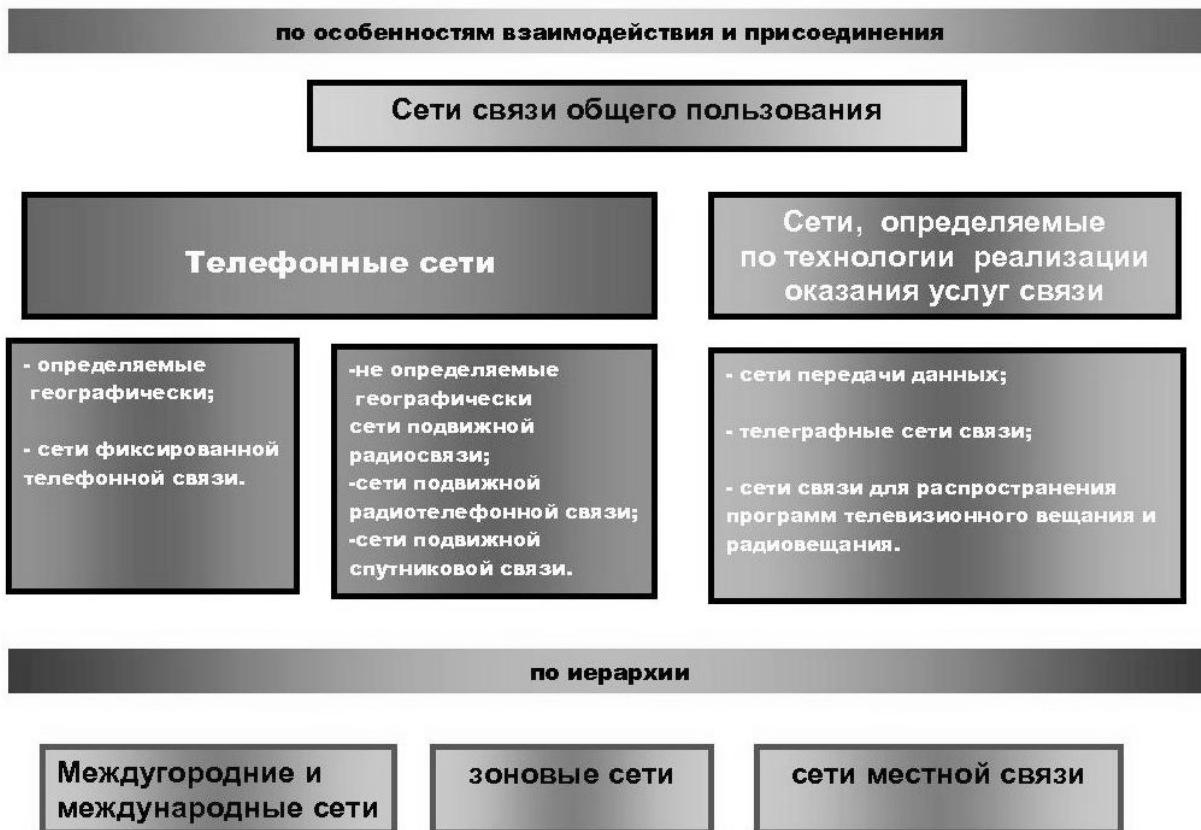 по особенностям взаимодействия и присоединения
Сети связи общего пользования
Телефонные сети
Сети, определяемые
по технологии реализации
оказания услуг связи
- определяемые
географически;
- сети фиксированной
телефонной связи.
-не определяемые
географически
сети подвижной
радиосвязи;
-сети подвижной
радиотелефонной связи;
-сети подвижной
спутниковой связи.
- сети передачи данных;
- телеграфные сети связи;
- сети связи для распространения
программ телевизионного вещания и
радиовещания.
по иерархии
Междугородние и
международные сети
зоновые сети
сети местной связи